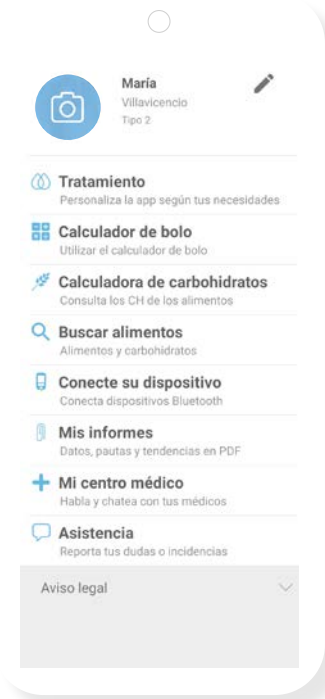 María
Villavicencio
Tipo 2
Tratamiento
Personaliza la app según tus necesidades
Calculador de bolo
Utilizar el calculador de bolo
Calculadora de carbohidratos
Consulta los CH de los alimentos
Buscar alimentos
Alimentos y carbohidratos
Conecte su dispositivo
Conecta dispositivos Bluetooth
Mis informes
Datos, pautas y tendencias en PDF
Mi centro médico
Habla y chatea con tus médicos
Asistencia
Reporta tus dudas o incidencias
Aviso legal